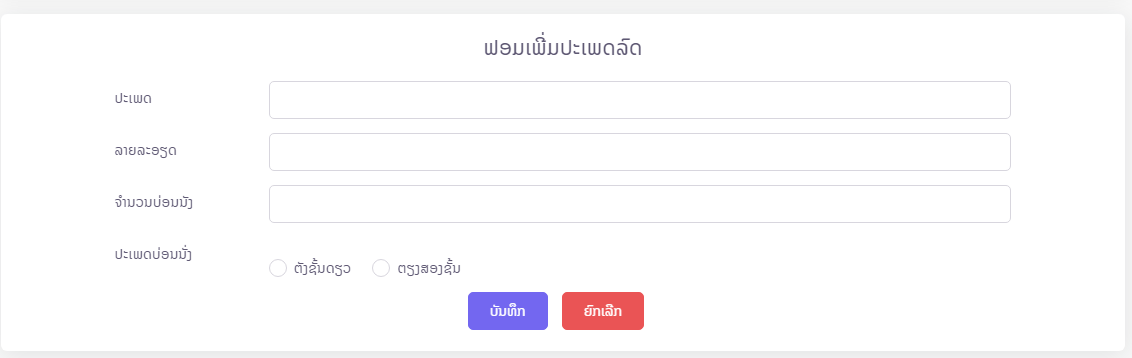 ຟອມເພີ່ມປະເພດລົດ
ປະເພດ
ລາຍລະອຽດ
ຈຳນວນບ່ອນນັງ
ປະເພດບ່ອນນັ່ງ
ຕັ່ງຊັ້ນດຽວ ຕຽງສອງຊັ້ນ
ບັນທຶກ ຍົກເລີກ